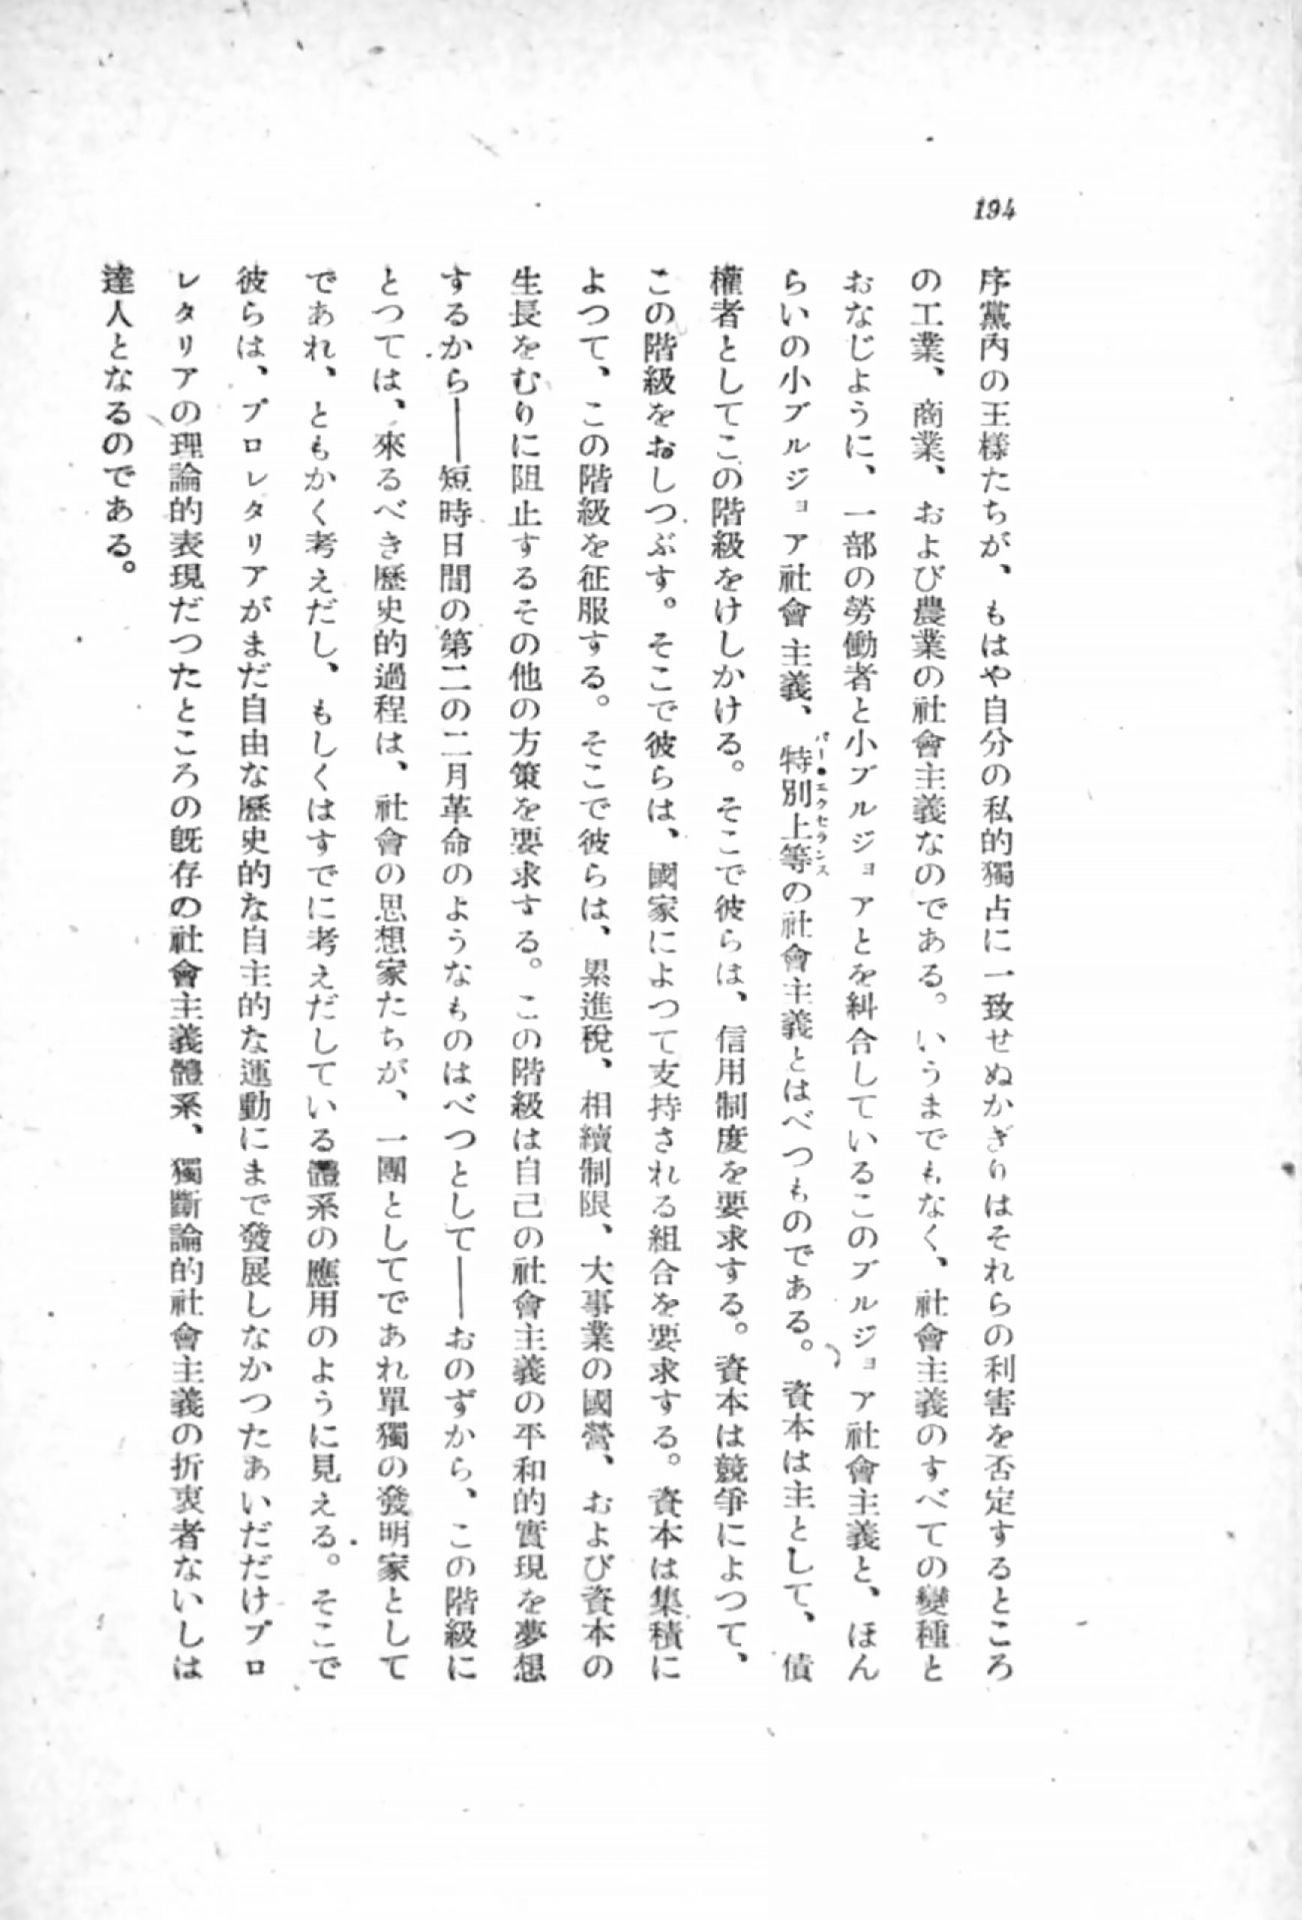 194
序黨内の王樣たちが、もはや自分の私的獨占に一致せぬかぎりはそれらの利害を否定するところ
の工業、商業、および農業の社會主義なのである。いうまでもなく、社會主義のすべての變種と
おなじように、一部の勞働者と小ブルジョアとを糾合しているこのブルジョア社會主義と、ほん
らいの小ブルジョア社會主義、特別上等の社會主義とはべつものである。資本は主として、債
パー・エクセランス
權者としてこの階級をけしかける。そこで彼らは、信用制度を要求する。資本は競爭によつて、
この階級をおしつぶす。そこで彼らは、國家によつて支持される組合を要求する。資本は集積に
よつて、この階級を征服する。そこで彼らは、累進稅、相續制限、大事業の國營、および資本の
生長をむりに阻止するその他の方策を要求する。この階級は自己の社會主義の平和的實現を夢想
するから――短時日間の第二の二月革命のようなものはべつとして――おのずから、この階級に
とつては、來るべき歷史的過程は、社會の思想家たちが、一團としてであれ單獨の發明家として
であれ、ともかく考えだし、もしくはすでに考えだしている體系の應用のように見える。そこで
彼らは、プロレタリアがまだ自由な歷史的な自主的な運動にまで發展しなかつたあいだだけプロ
レタリアの理論的表現だつたところの旣存の社會主義體系、獨斷論的社會主義の折衷者ないしは
達人となるのである。